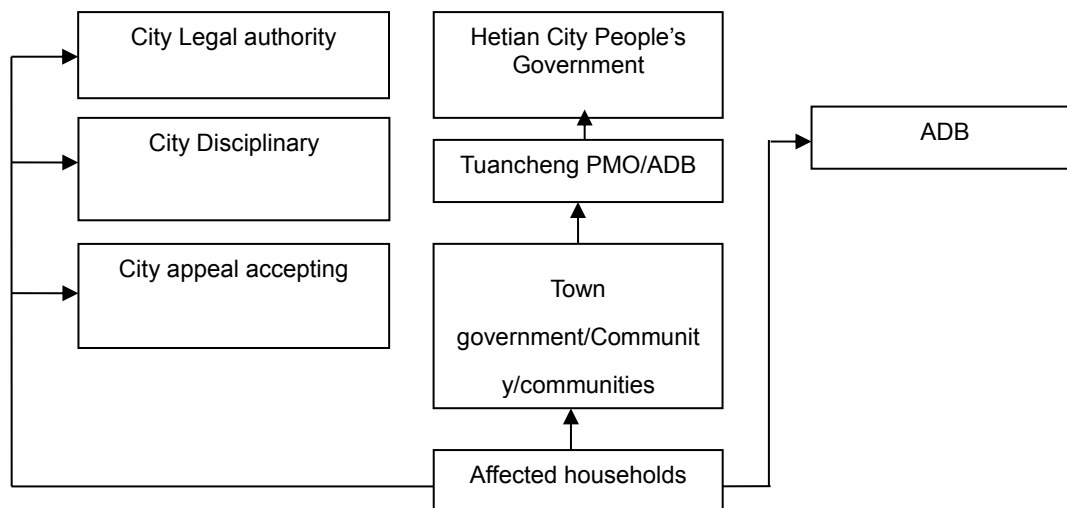 City Legal authority
Hetian City People’s
Government
ADB
City Disciplinary
Tuancheng PMO/ADB
City appeal accepting
Town
government/Communit
y/communities
Affected households